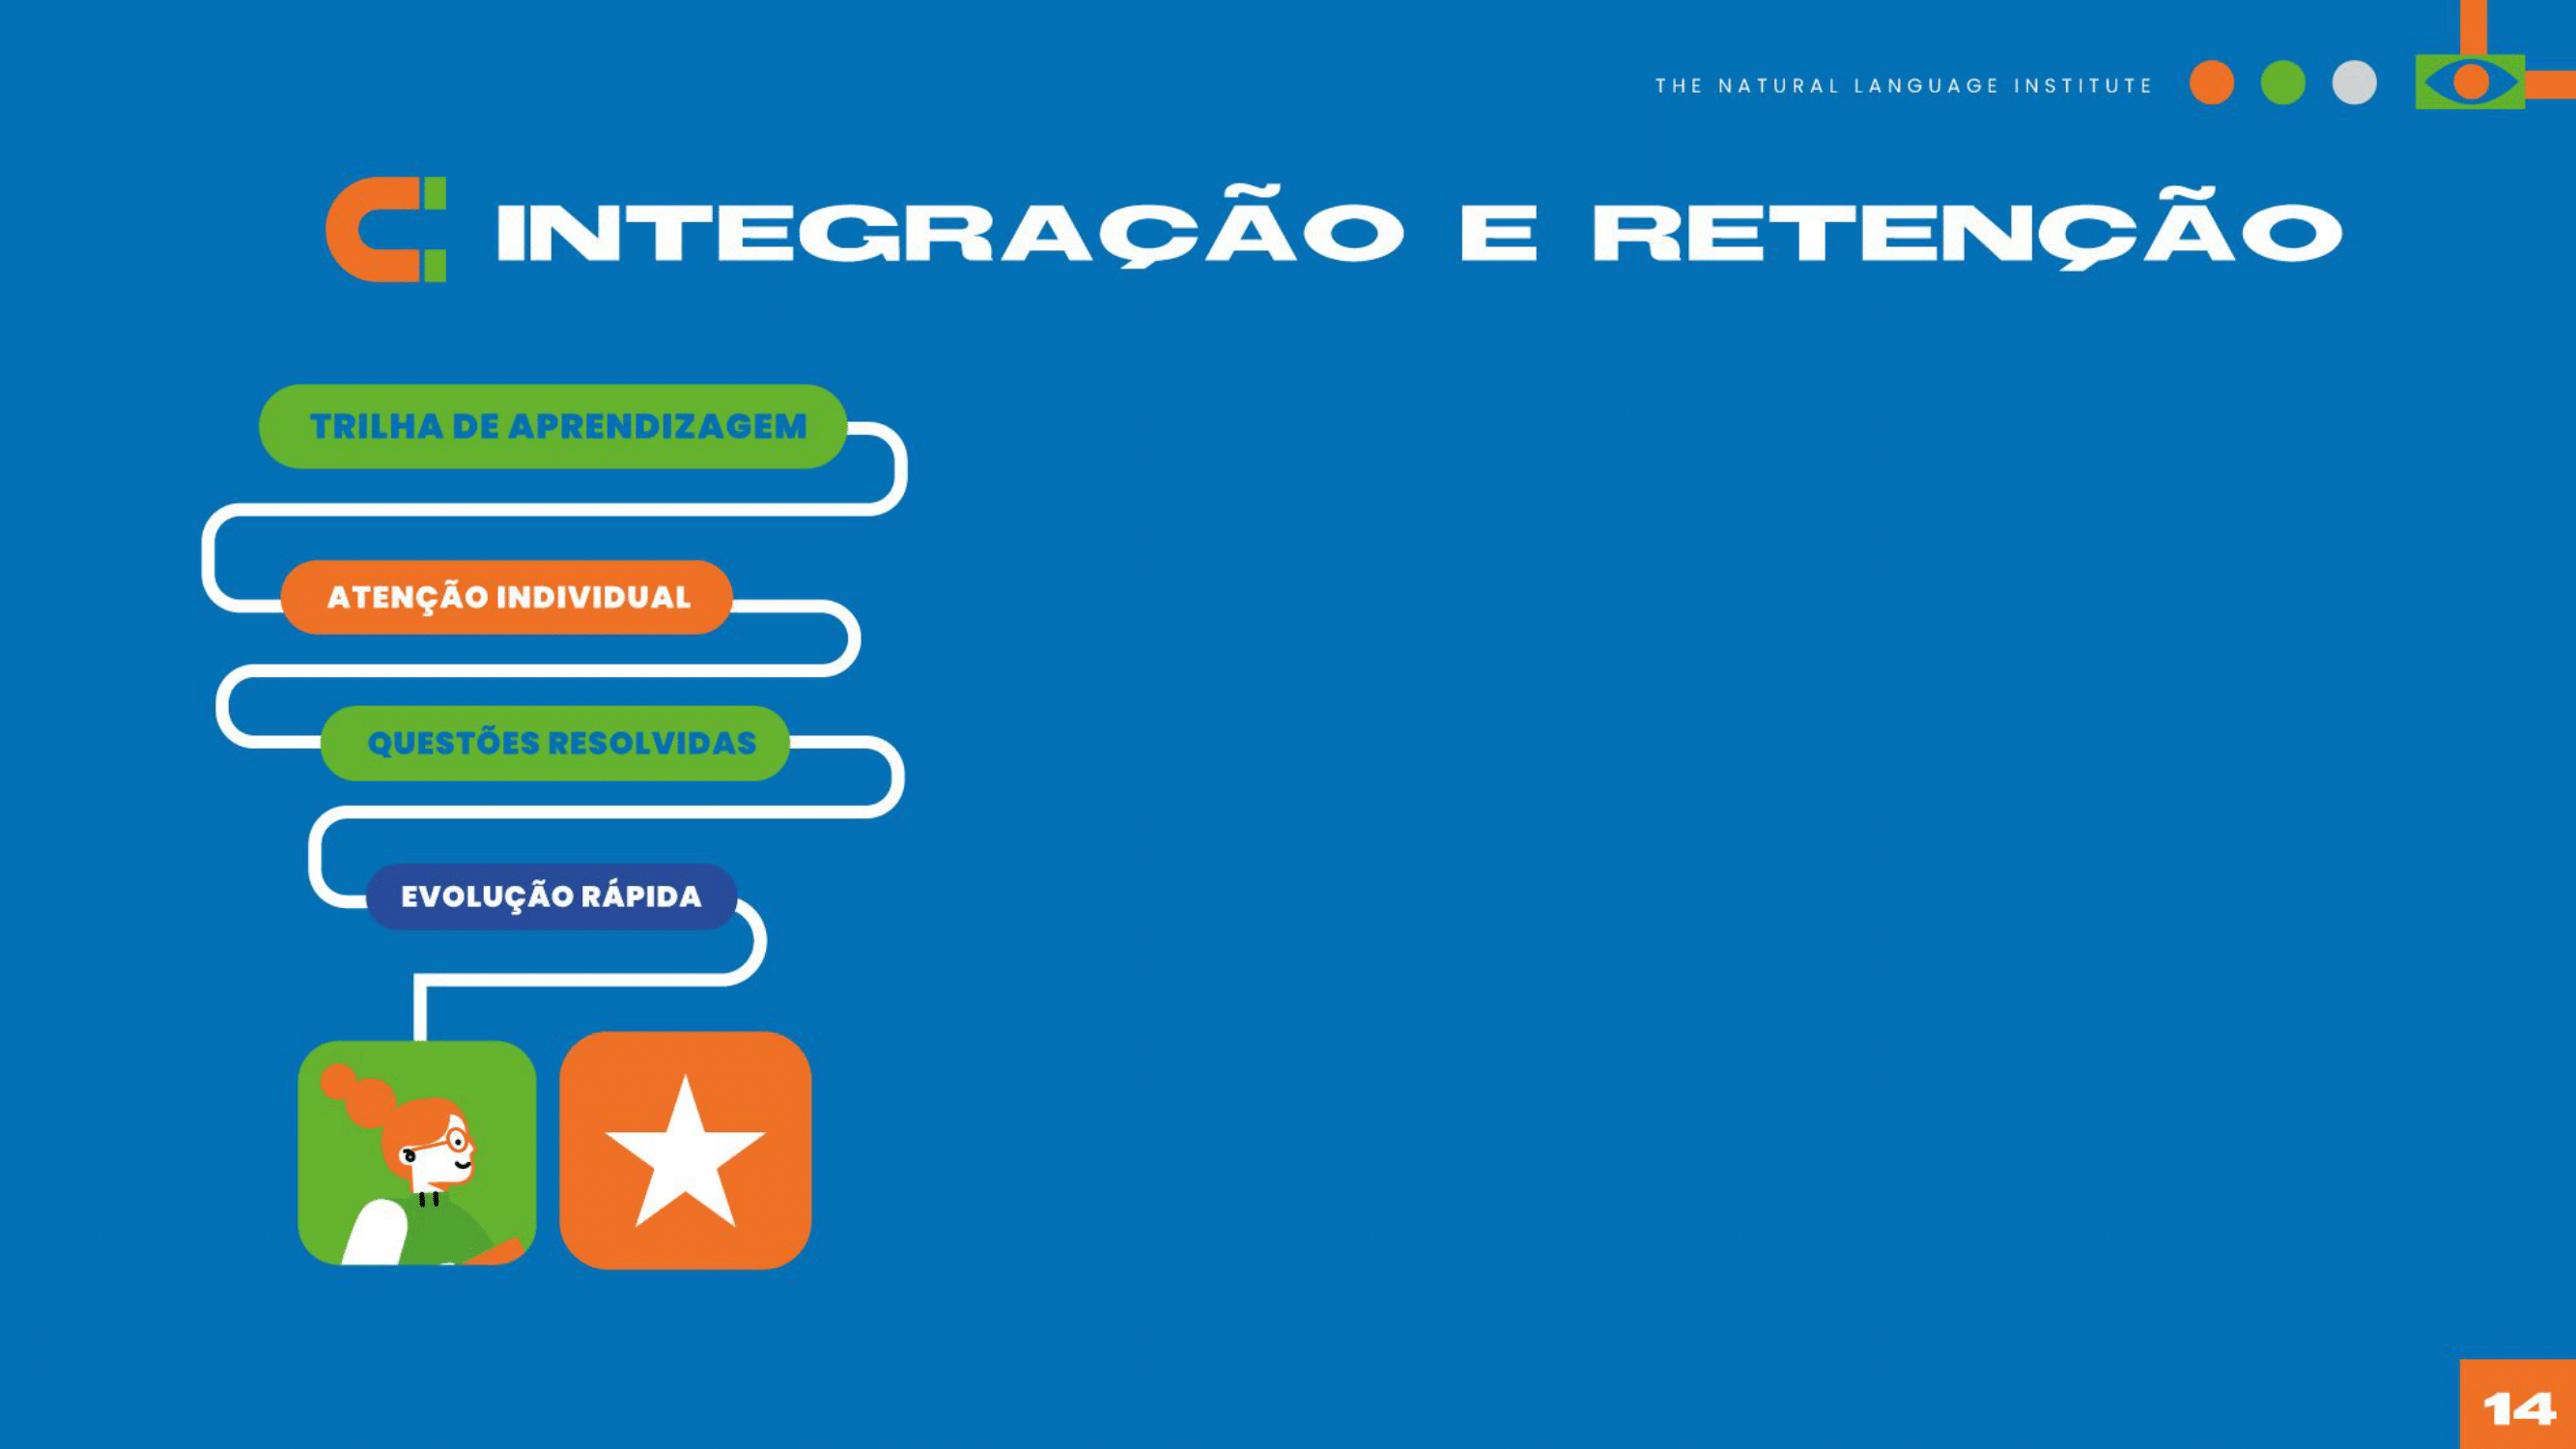 THE NATURAL LANGUAGE INSTITUTE
INTEGRAÇÃO E RETENÇÃO
TRILHA DE APRENDIZAGEM
ATENÇÃO INDIVIDUAL
QUESTÕES RESOLVIDAS
EVOLUÇÃO RÁPIDA
14